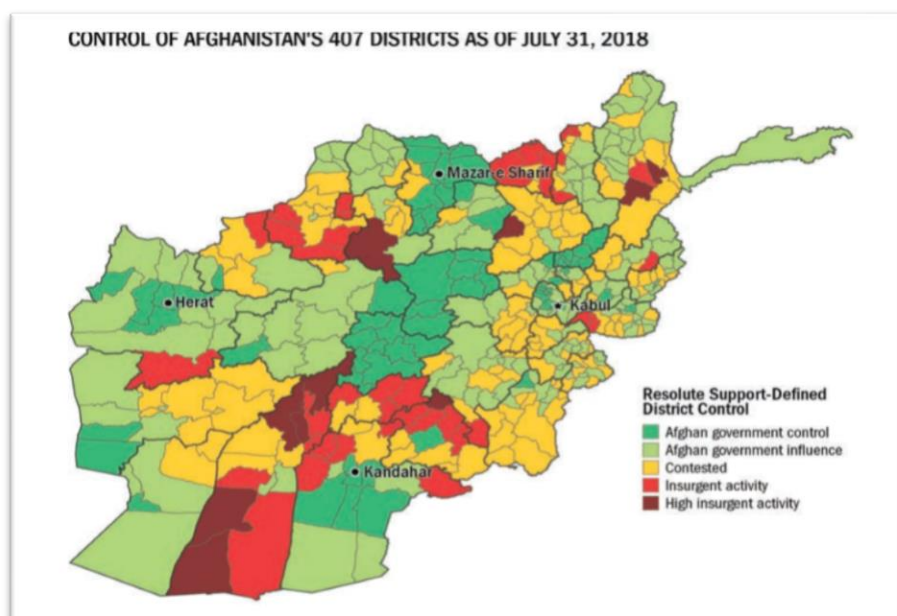 CONTROL OF AFGHANISTAN'S 407 DISTRICTS AS OF JULY 31, 2018
Mazar-e Sharif
Herat
Kabul
Kandahar
Resolute Support-Defined
District Control
Afghan government control
Afghan government influence
Contested
Insurgent activity
High insurgent activity